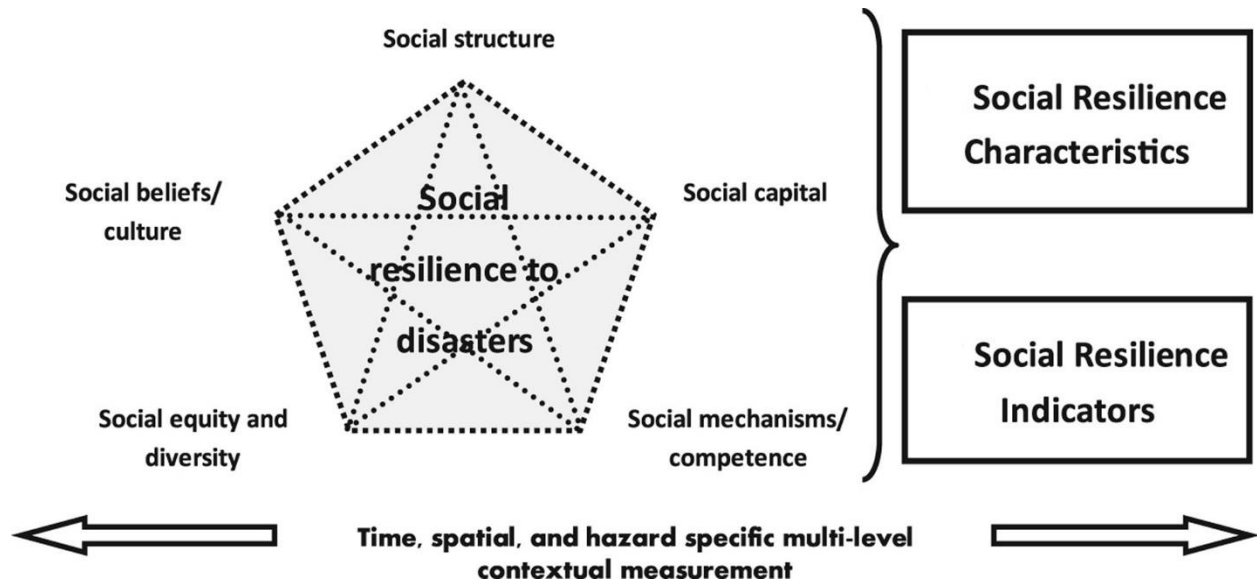 Social structure
Social beliefs/
culture
Social
resilience to
disasters
Social capital
Social equity and
diversity
Social mechanisms/
competence
Social Resilience
Characteristics
Social Resilience
Indicators
Time, spatial, and hazard specific multi-level
contextual measurement